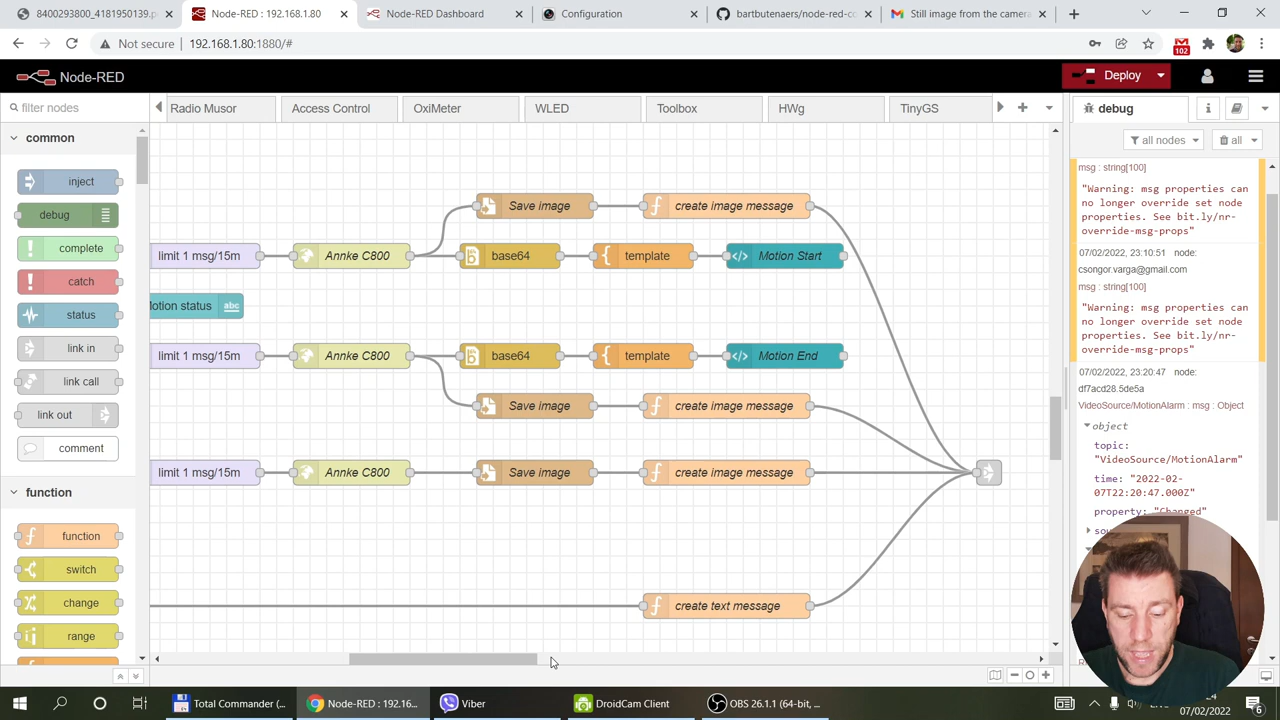 8400293800_4181950139.p
Node-RED : 192.168.1.80
Node-RED Dashboard
Configuration
bartbutenaers/node-red-co
Still image from the camera
Not secure
192.168.1.80:1880/#
102
Node-RED
Deploy
filter nodes
Radio Musor
Access Control
OxiMeter
WLED
Toolbox
HWg
TinyGS
debug
common
inject
debug
complete
catch
status
link in
link call
link out
comment
function
function
switch
change
range
Save image
create image message
limit 1 msg/15m
Annke C800
base64
template
Motion Start
Motion status
abc
limit 1 msg/15m
Annke C800
base64
template
Motion End
Save image
create image message
limit 1 msg/15m
Annke C800
Save image
create image message
create text message
all nodes
all
msg : string[100]
"Warning: msg properties can
no longer override set node
properties. See bit.ly/nr-
override-msg-props"
07/02/2022, 23:10:51 node:
csongor.varga@gmail.com
msg : string[100]
"Warning: msg properties can
no longer override set node
properties. See bit.ly/nr-
override-msg-props"
07/02/2022, 23:20:47 node:
df7acd28.5de5a
VideoSource/MotionAlarm : msg : Object
object
topic:
"VideoSource/MotionAlarm"
time: "2022-02-
07T22:20:47.000Z"
property: "Changed"
Total Commander (...
Node-RED : 192.16...
Viber
DroidCam Client
OBS 26.1.1 (64-bit, ...
07/02/2022
6